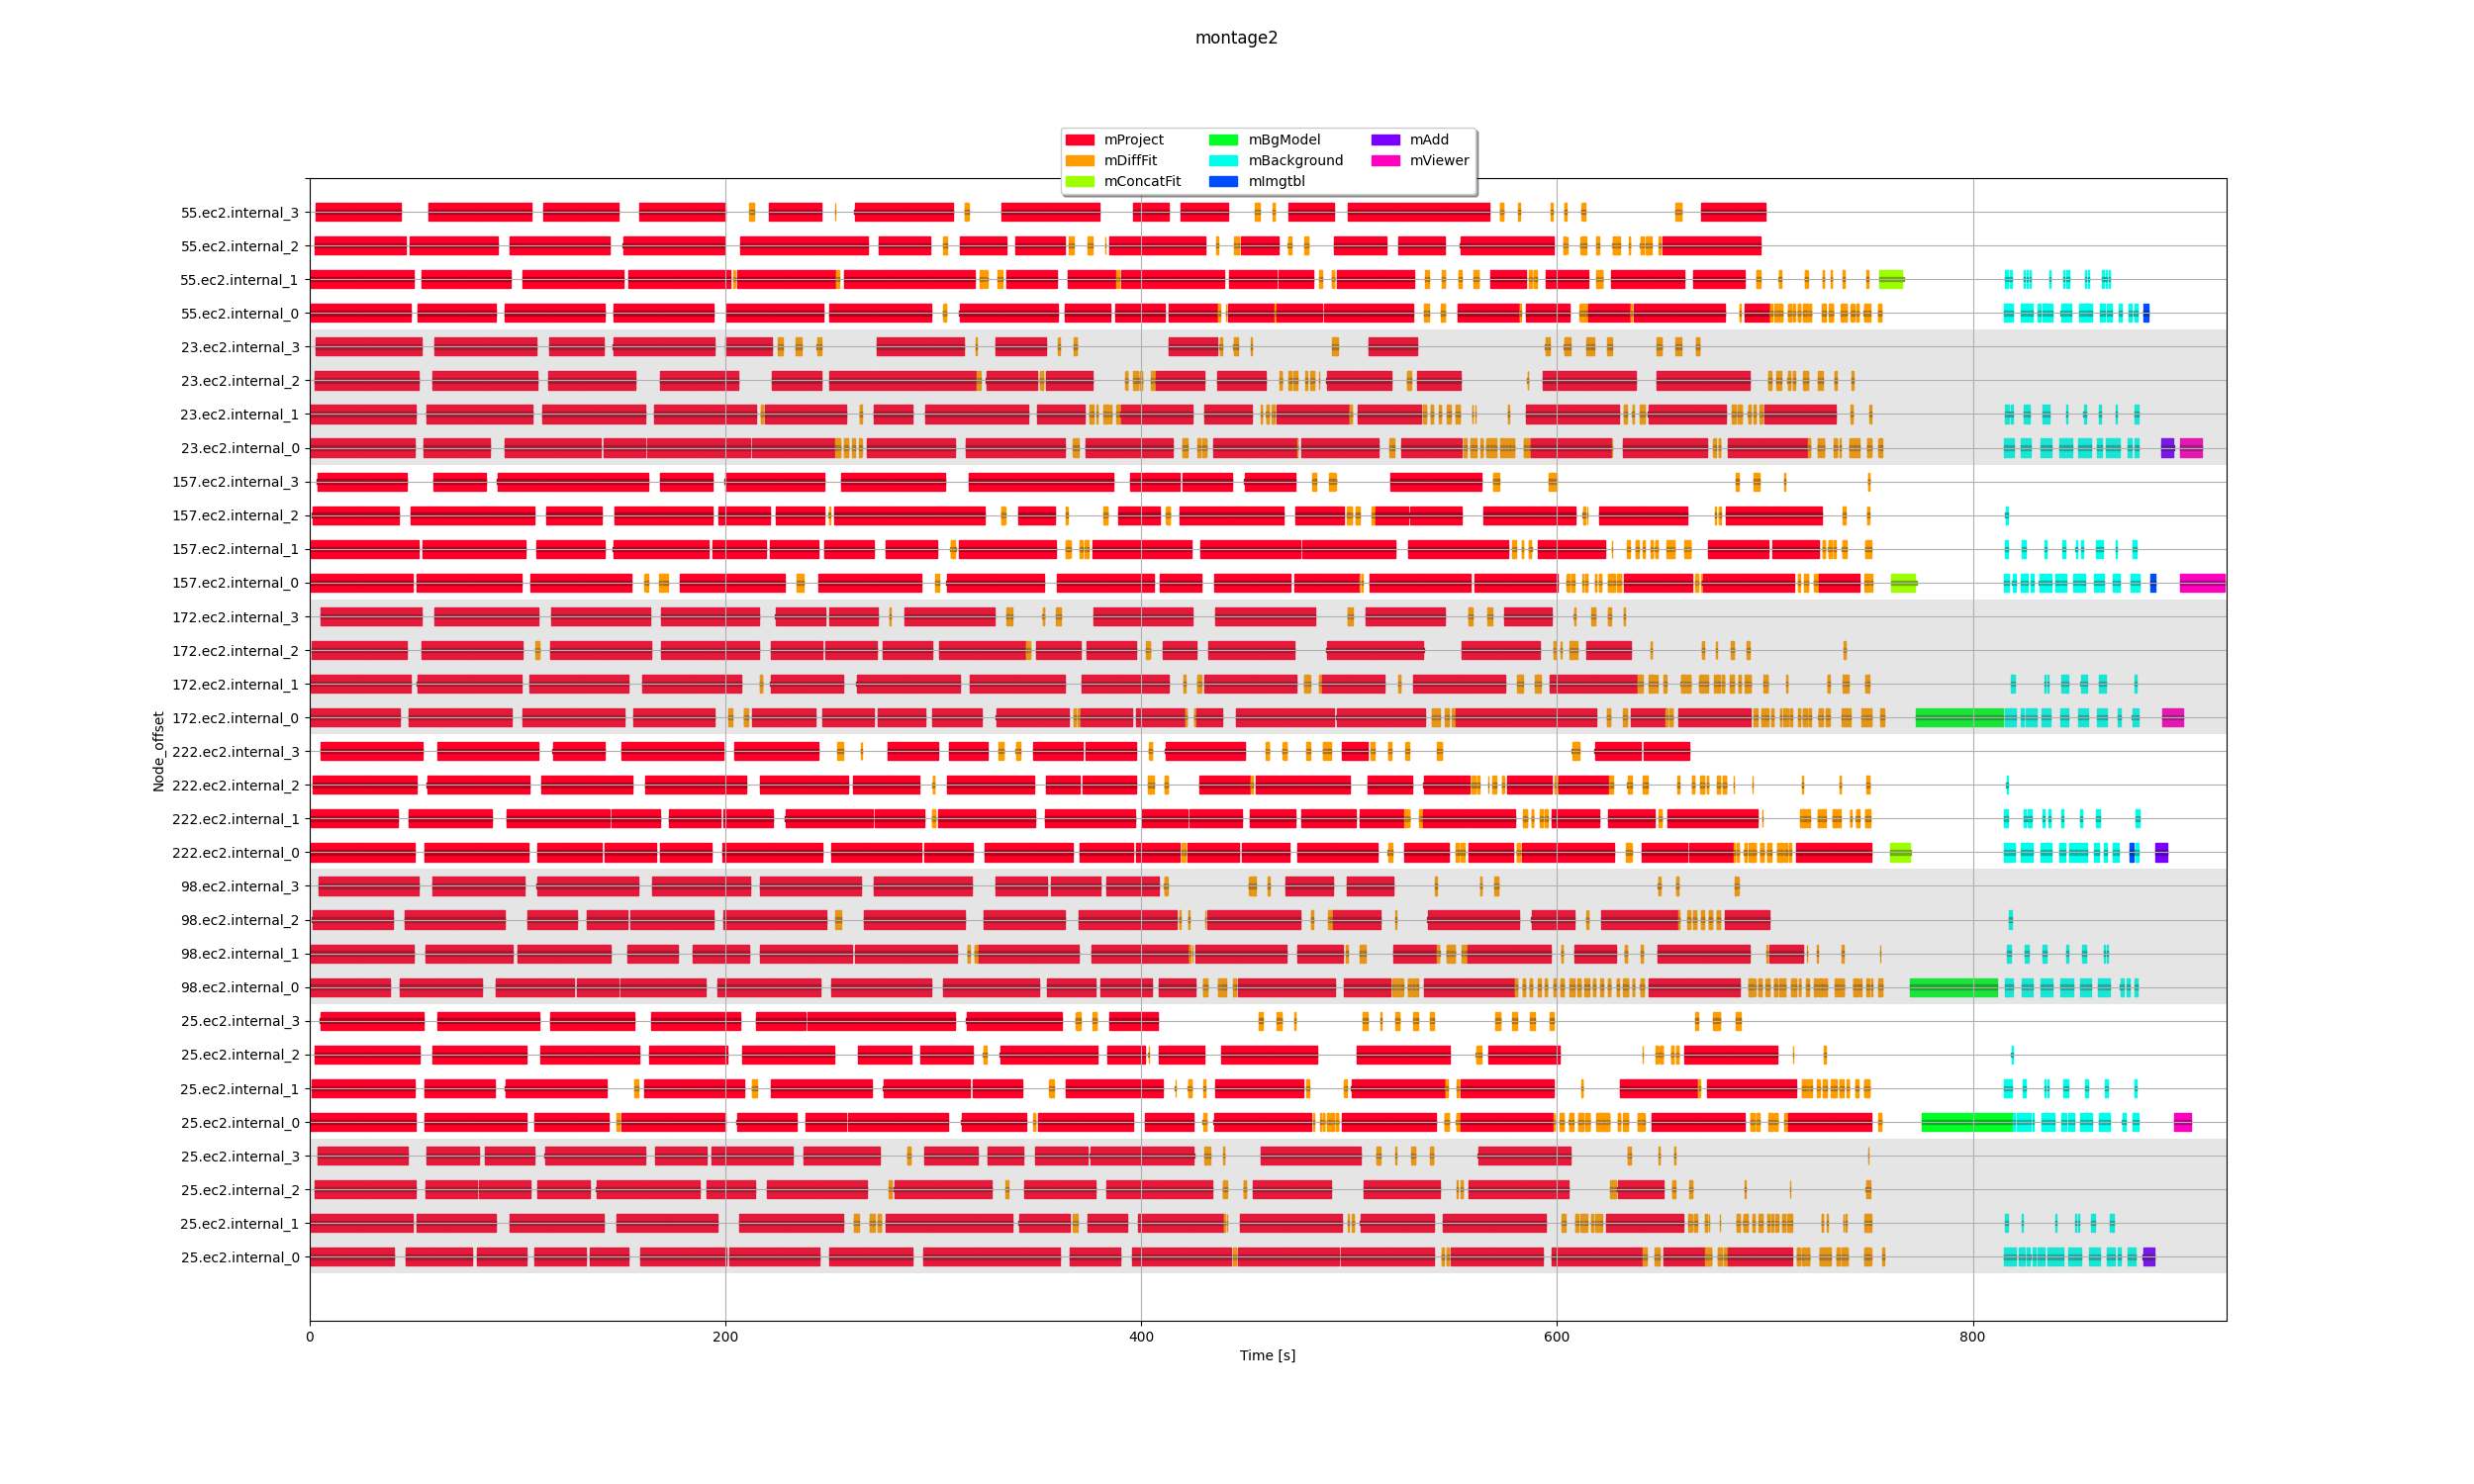 montage2
mProject mBgModel mAdd
mDiffFit mBackground mViewer
mConcatFit mImgtbl
55.ec2.internal_3
55.ec2.internal_2
55.ec2.internal_1
55.ec2.internal_0
23.ec2.internal_3
23.ec2.internal_2
23.ec2.internal_1
23.ec2.internal_0
157.ec2.internal_3
157.ec2.internal_2
157.ec2.internal_1
157.ec2.internal_0
172.ec2.internal_3
172.ec2.internal_2
172.ec2.internal_1
172.ec2.internal_0
222.ec2.internal_3
222.ec2.internal_2
222.ec2.internal_1
222.ec2.internal_0
98.ec2.internal_3
98.ec2.internal_2
98.ec2.internal_1
98.ec2.internal_0
25.ec2.internal_3
25.ec2.internal_2
25.ec2.internal_1
25.ec2.internal_0
25.ec2.internal_3
25.ec2.internal_2
25.ec2.internal_1
25.ec2.internal_0
Node_offset
0 200 400 600 800
Time [s]